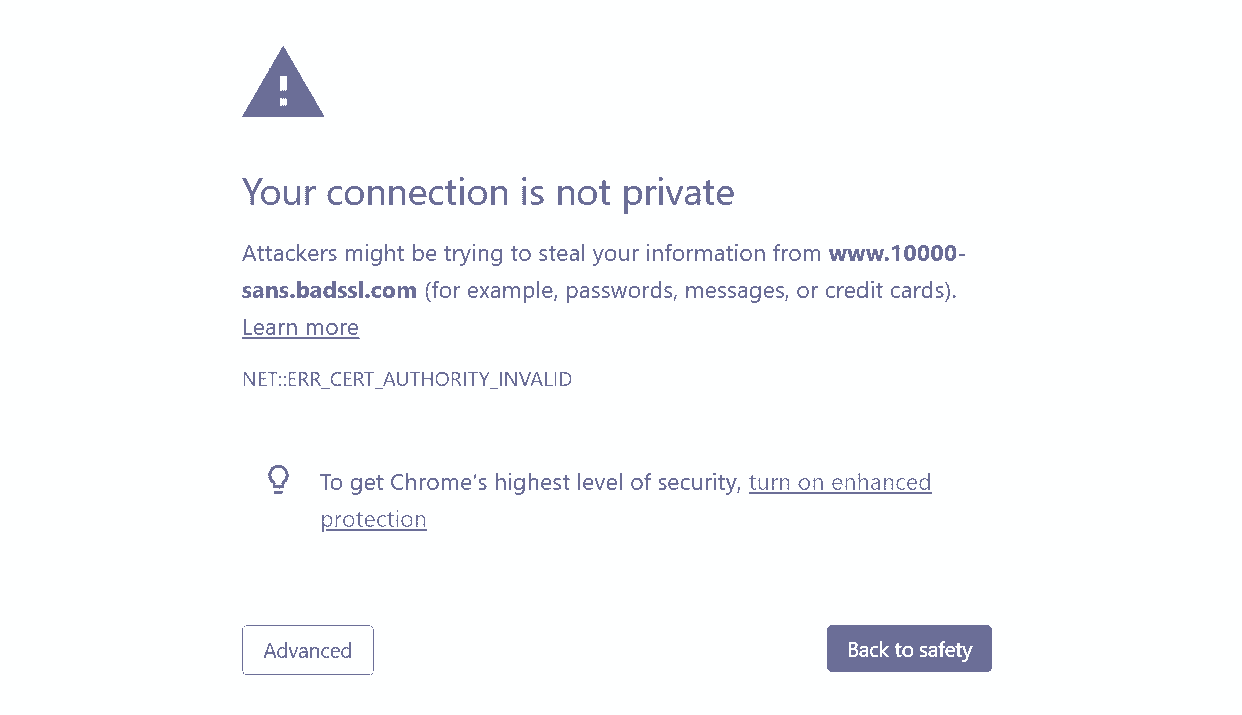 Your connection is not private
Attackers might be trying to steal your information from www.10000-
sans.badssl.com (for example, passwords, messages, or credit cards).
Learn more
NET::ERR_CERT_AUTHORITY_INVALID
To get Chrome’s highest level of security, turn on enhanced
protection
Advanced
Back to safety